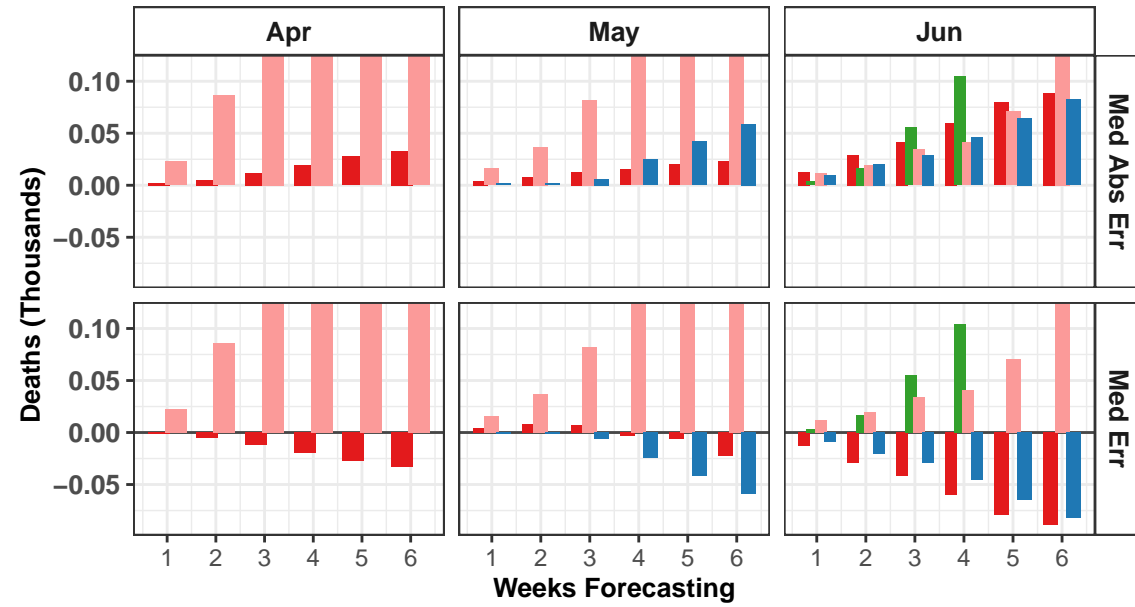 Apr May Jun
Deaths (Thousands)
0.10
0.05
0.00
−0.05
Med Abs Err
0.10
0.05
0.00
−0.05
Med Err
1 2 3 4 5 6 1 2 3 4 5 6 1 2 3 4 5 6
Weeks Forecasting